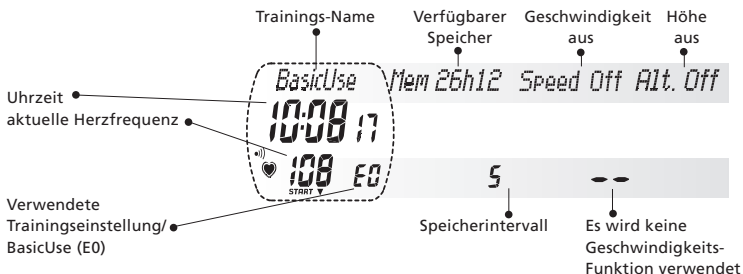 Trainings-Name
Verfügbarer
Speicher
Geschwindigkeit
aus
Höhe
aus
BasicUse
Mem 26h12
Speed Off
Alt. Off
Uhrzeit
10:08 17
aktuelle Herzfrequenz
108
E0
START
5
--
Verwendete
Trainingseinstellung/
BasicUse (E0)
Speicherintervall
Es wird keine
Geschwindigkeits-
Funktion verwendet